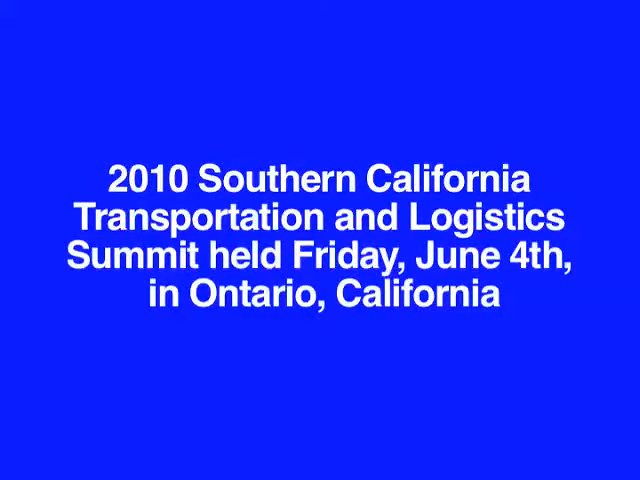 2010 Southern California
Transportation and Logistics
Summit held Friday, June 4th,
in Ontario, California